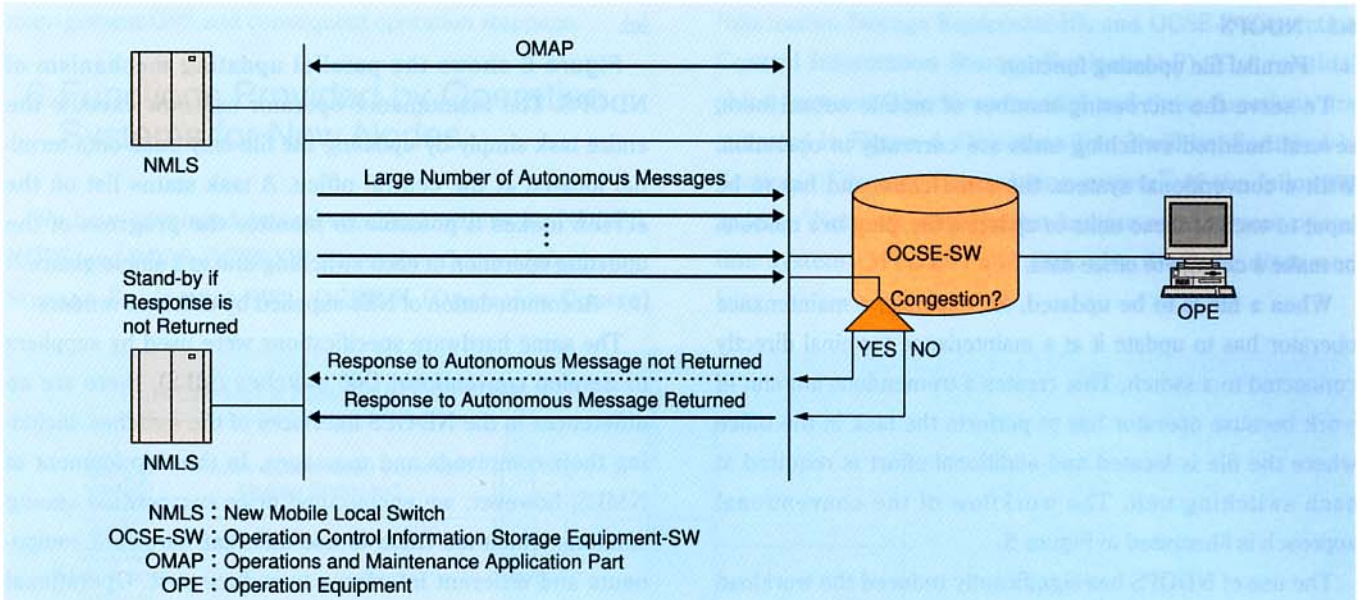 OMAP
NMLS
Large Number of Autonomous Messages
OCSE-SW
Congestion?
OPE
Stand-by if
Response is
not Returned
YES NO
Response to Autonomous Message not Returned
Response to Autonomous Message Returned
NMLS
NMLS : New Mobile Local Switch
OCSE-SW : Operation Control Information Storage Equipment-SW
OMAP : Operations and Maintenance Application Part
OPE : Operation Equipment